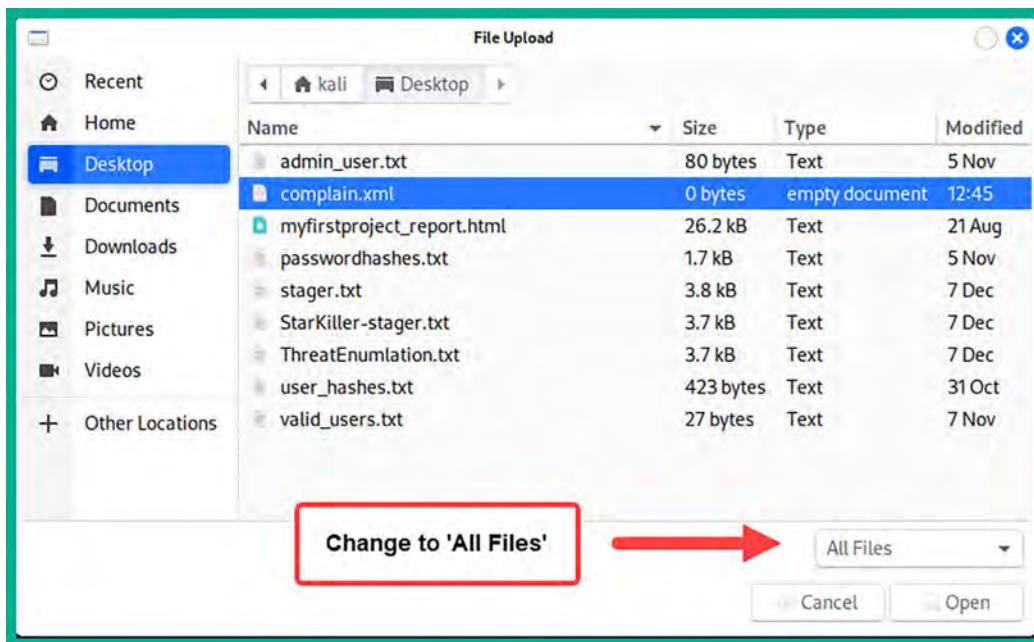 File Upload
Recent
Home
Desktop
Documents
Downloads
Music
Pictures
Videos
Other Locations
kali Desktop
Name Size Type Modified
admin_user.txt 80 bytes Text 5 Nov
complain.xml 0 bytes empty document 12:45
myfirstproject_report.html 26.2 kB Text 21 Aug
passwordhashes.txt 1.7 kB Text 5 Nov
stager.txt 3.8 kB Text 7 Dec
StarKiller-stager.txt 3.7 kB Text 7 Dec
ThreatEnumlation.txt 3.7 kB Text 7 Dec
user_hashes.txt 423 bytes Text 31 Oct
valid_users.txt 27 bytes Text 7 Nov
Change to 'All Files'
All Files
Cancel Open